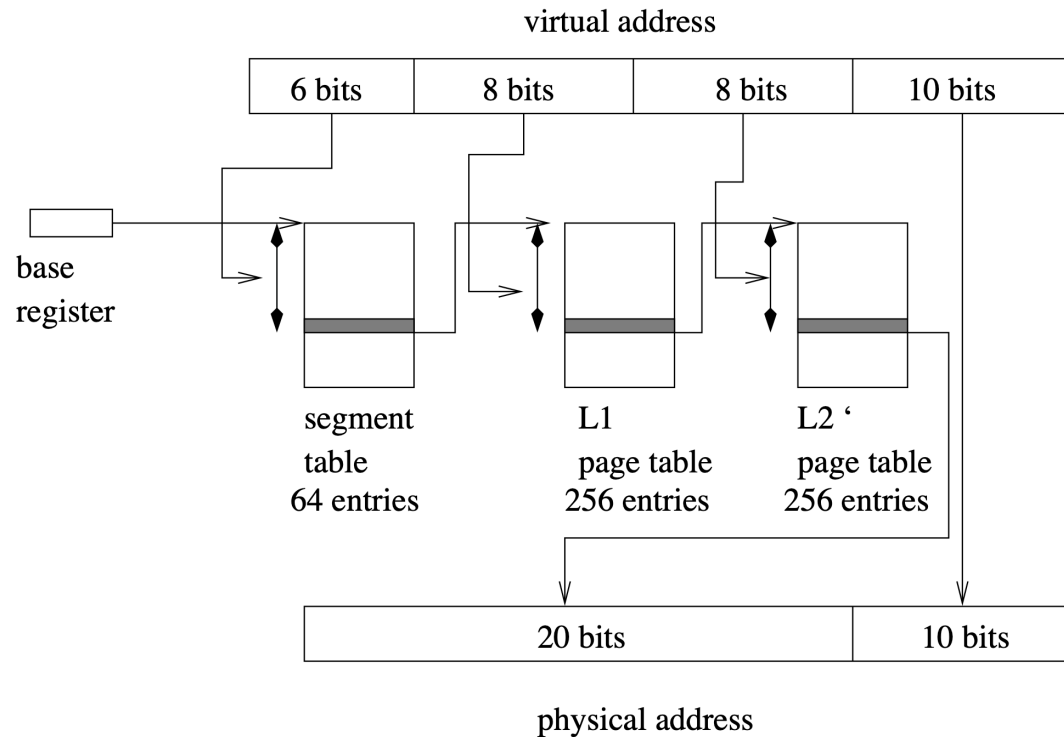 virtual address
6 bits
8 bits
8 bits
10 bits
base
register
segment
table
64 entries
L1
page table
256 entries
L2 ‘
page table
256 entries
20 bits
10 bits
physical address